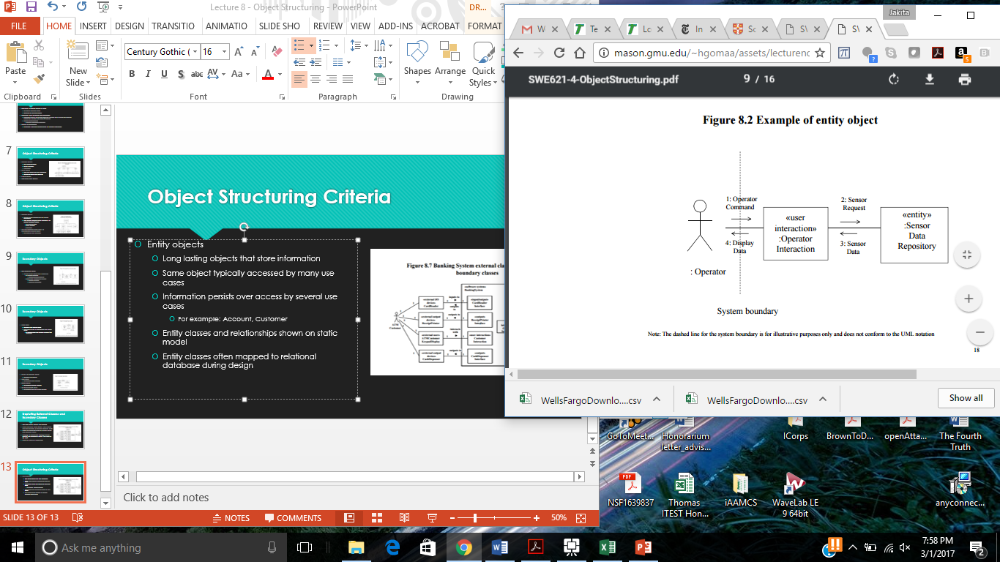 Lecture 8 - Object Structuring - PowerPoint
DR...
?
FILE
HOME
INSERT
DESIGN
TRANSITIO
ANIMATIO
SLIDE SHO
REVIEW
VIEW
ADD-INS
ACROBAT
FORMAT
Paste
New
Slide
Century Gothic (
16
B I U S abc AV Aa A
Shapes
Arrange
Quick
Styles
Clipboard
Slides
Font
Paragraph
Drawing
7
Object Structuring Criteria
8
Object Structuring Criteria
9
Boundary Objects
10
Boundary Objects
11
Boundary Objects
12
Depicting External Classes and
Boundary Classes
13
Object Structuring Criteria
Object Structuring Criteria
Entity objects
Long lasting objects that store information
Same object typically accessed by many use
cases
Information persists over access by several use
cases
For example: Account, Customer
Entity classes and relationships shown on static
model
Entity classes often mapped to relational
database during design
Figure 8.7 Banking System external cla
boundary classes
Click to add notes
SLIDE 13 OF 13
NOTES
COMMENTS
50%
Jakita
W
Te
Lo
In
Sc
SV
SV
mason.gmu.edu/~hgomaa/assets/lecturenc
SWE621-4-ObjectStructuring.pdf
9 / 16
Figure 8.2 Example of entity object
1: Operator
Command
2: Sensor
Request
«user
interaction»
:Operator
Interaction
«entity»
:Sensor
Data
Repository
4: Display
Data
3: Sensor
Data
: Operator
System boundary
Note: The dashed line for the system boundary is for illustrative purposes only and does not conform to the UML notation
18
WellsFargoDownlo....csv
WellsFargoDownlo....csv
Show all
GoToMeet...
Honorarium
letter_advis...
ICorps
BrownToD...
openAtta...
The Fourth
Truth
NSF1639837
Thomas
ITEST Hon...
iAAMCS
WaveLab LE
9 64bit
anyconnec...
Ask me anything
7:58 PM
3/1/2017
2